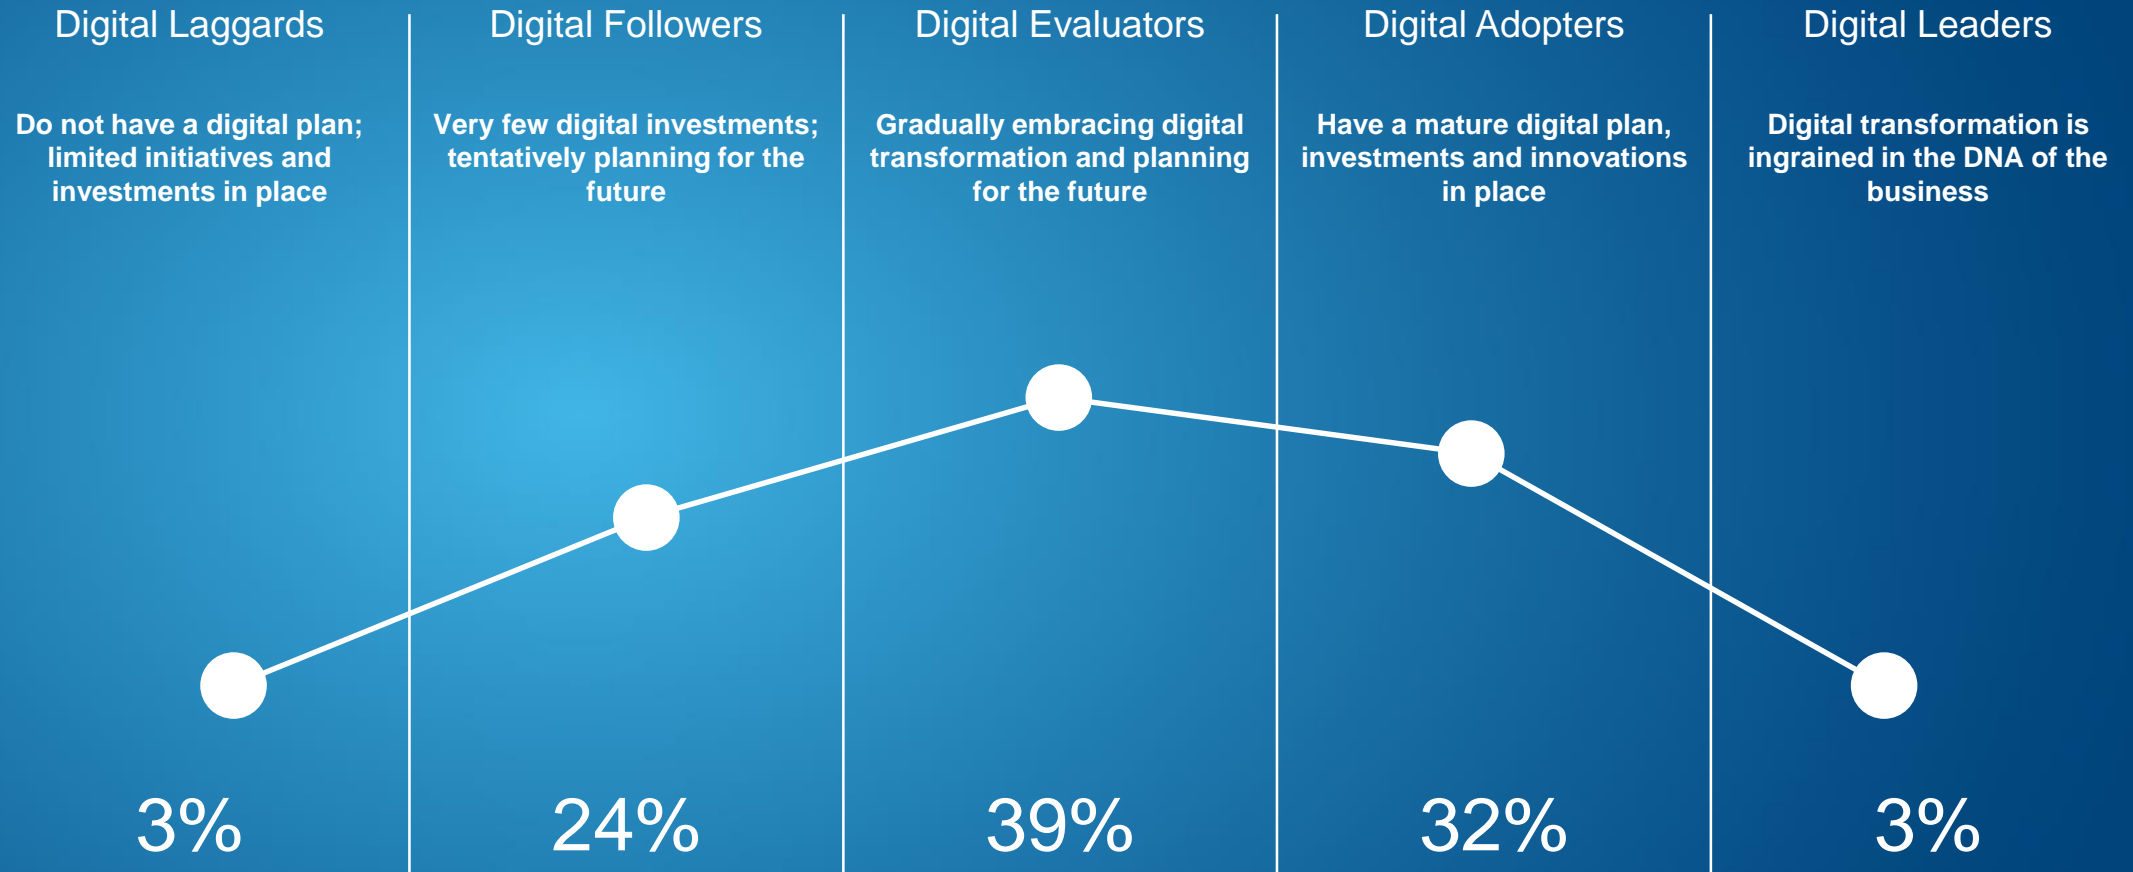 Digital Laggards
Do not have a digital plan;
limited initiatives and
investments in place
3%
Digital Followers
Very few digital investments;
tentatively planning for the
future
24%
Digital Evaluators
Gradually embracing digital
transformation and planning
for the future
39%
Digital Adopters
Have a mature digital plan,
investments and innovations
in place
32%
Digital Leaders
Digital transformation is
ingrained in the DNA of the
business
3%